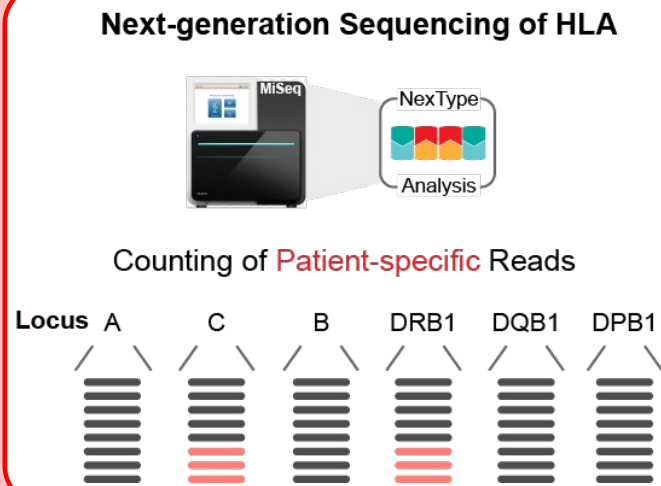 Next-generation Sequencing of HLA
MiSeq
NexType
Analysis
Counting of Patient-specific Reads
Locus A C B DRB1 DQB1 DPB1